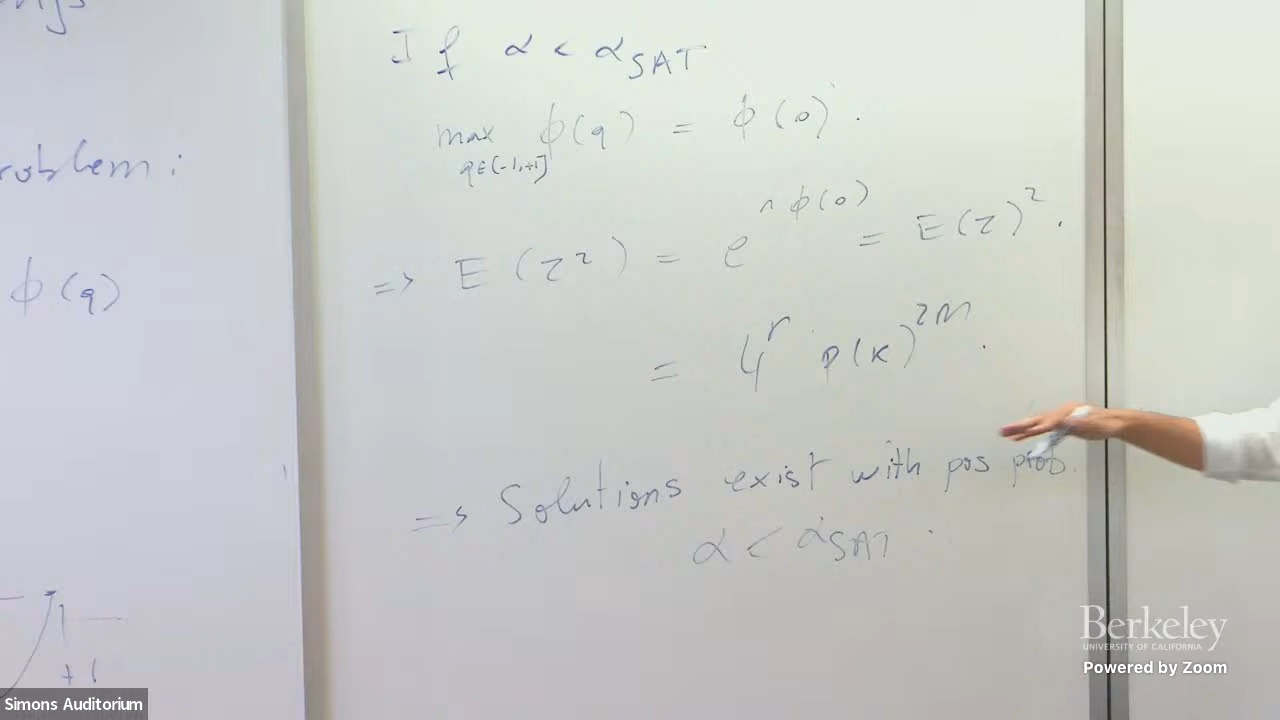 roblem:
ϕ(q)
+1
If α < α_SAT
max ϕ(q) = ϕ(0).
q∈[-1,+1]
=> E(Z²) = e^{nϕ(0)} = E(Z)².
= 4^n p(κ)^{2m}.
=> Solutions exist with pos prob.
α < α_SAT.
Berkeley
UNIVERSITY OF CALIFORNIA
Powered by Zoom
Simons Auditorium